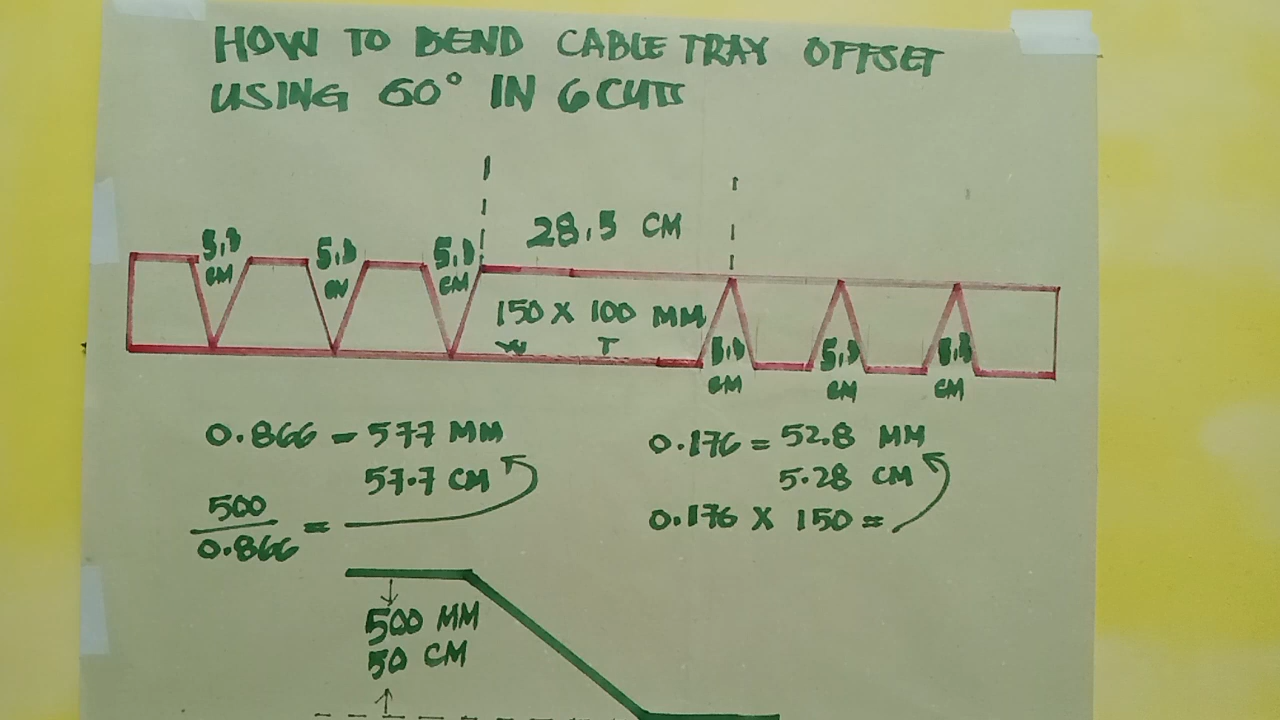 HOW TO BEND CABLE TRAY OFFSET
USING 60° IN 6 CUTS
28.5 CM
5.3 CM
5.3 CM
5.3 CM
150 X 100 MM
W T
5.3 CM
5.3 CM
5.3 CM
0.866 = 577 MM
57.7 CM
500
0.866 =
0.176 = 52.8 MM
5.28 CM
0.176 X 150 =
500 MM
50 CM